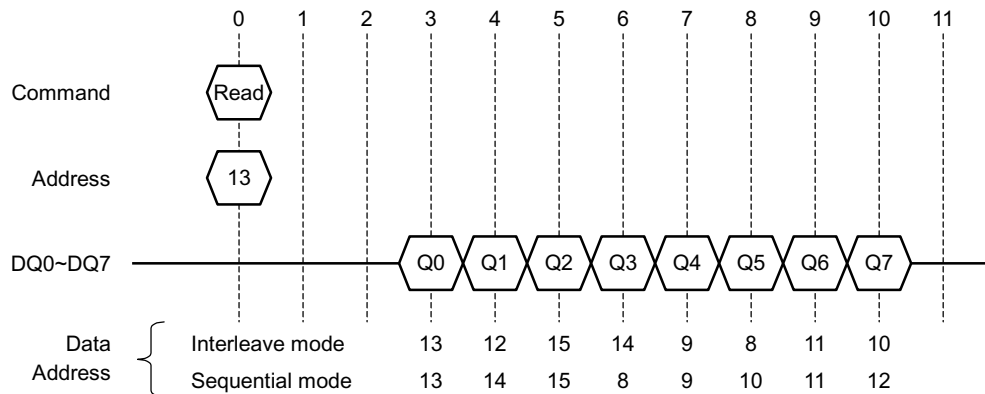 0 1 2 3 4 5 6 7 8 9 10 11
Command Read
Address 13
DQ0~DQ7 Q0 Q1 Q2 Q3 Q4 Q5 Q6 Q7
Data Interleave mode 13 12 15 14 9 8 11 10
Address Sequential mode 13 14 15 8 9 10 11 12